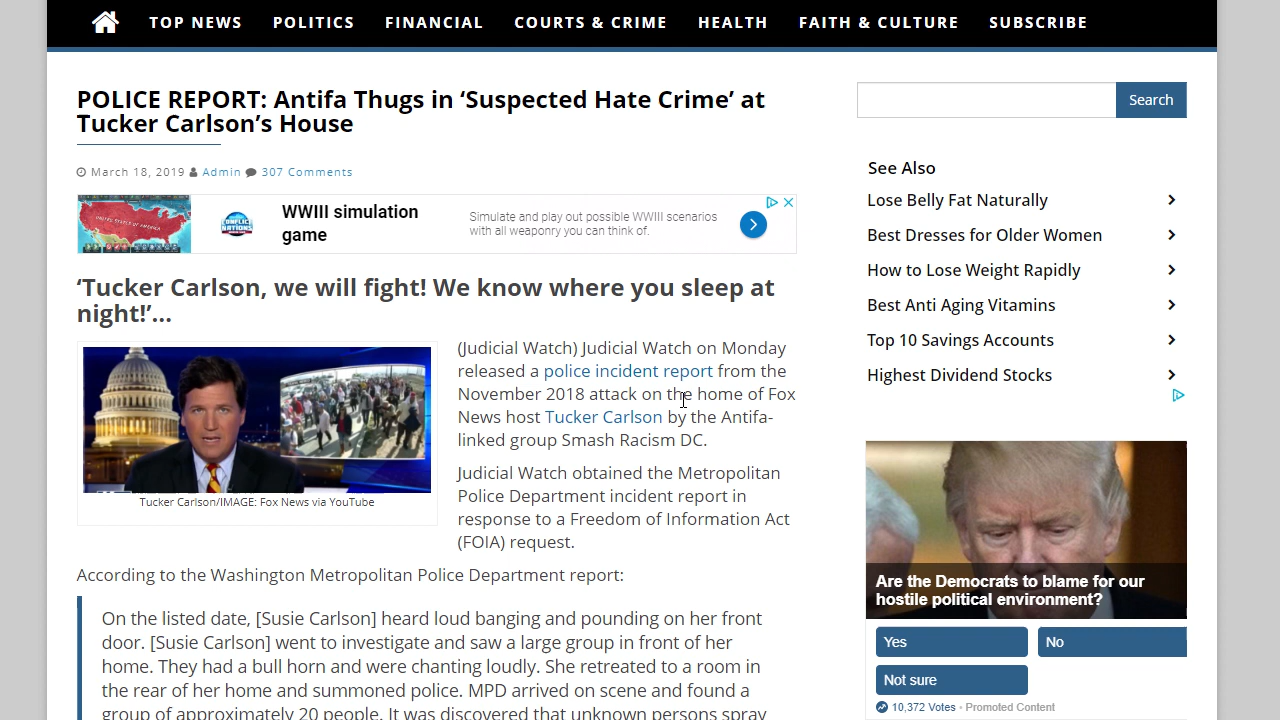 TOP NEWS POLITICS FINANCIAL COURTS & CRIME HEALTH FAITH & CULTURE SUBSCRIBE
POLICE REPORT: Antifa Thugs in ‘Suspected Hate Crime’ at
Tucker Carlson’s House
March 18, 2019 Admin 307 Comments
UNITED STATES OF AMERICA
CONFLICT
NATIONS
WWIII simulation
game
Simulate and play out possible WWIII scenarios
with all weaponry you can think of.
‘Tucker Carlson, we will fight! We know where you sleep at
night!’…
Tucker Carlson/IMAGE: Fox News via YouTube
(Judicial Watch) Judicial Watch on Monday
released a police incident report from the
November 2018 attack on the home of Fox
News host Tucker Carlson by the Antifa-
linked group Smash Racism DC.
Judicial Watch obtained the Metropolitan
Police Department incident report in
response to a Freedom of Information Act
(FOIA) request.
According to the Washington Metropolitan Police Department report:
On the listed date, [Susie Carlson] heard loud banging and pounding on her front
door. [Susie Carlson] went to investigate and saw a large group in front of her
home. They had a bull horn and were chanting loudly. She retreated to a room in
the rear of her home and summoned police. MPD arrived on scene and found a
group of approximately 20 people. It was discovered that unknown persons spray
Search
See Also
Lose Belly Fat Naturally
Best Dresses for Older Women
How to Lose Weight Rapidly
Best Anti Aging Vitamins
Top 10 Savings Accounts
Highest Dividend Stocks
Are the Democrats to blame for our
hostile political environment?
Yes No
Not sure
10,372 Votes • Promoted Content